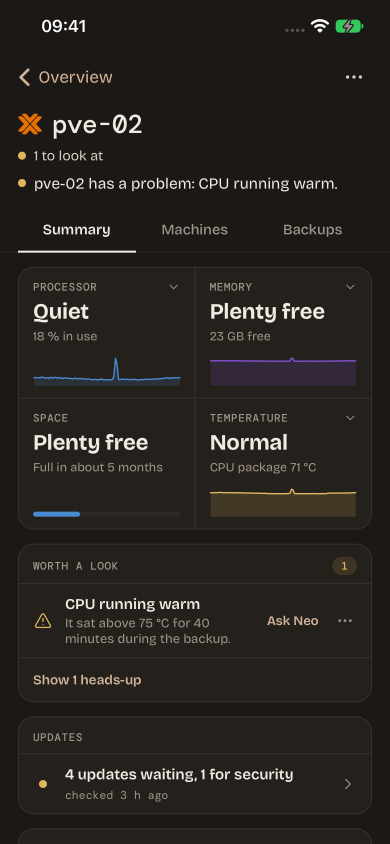 09:41
Overview
pve-02
1 to look at
pve-02 has a problem: CPU running warm.
Summary
Machines
Backups
PROCESSOR
Quiet
18 % in use
MEMORY
Plenty free
23 GB free
SPACE
Plenty free
Full in about 5 months
TEMPERATURE
Normal
CPU package 71 °C
WORTH A LOOK
1
CPU running warm
It sat above 75 °C for 40
minutes during the backup.
Ask Neo
Show 1 heads-up
UPDATES
4 updates waiting, 1 for security
checked 3 h ago